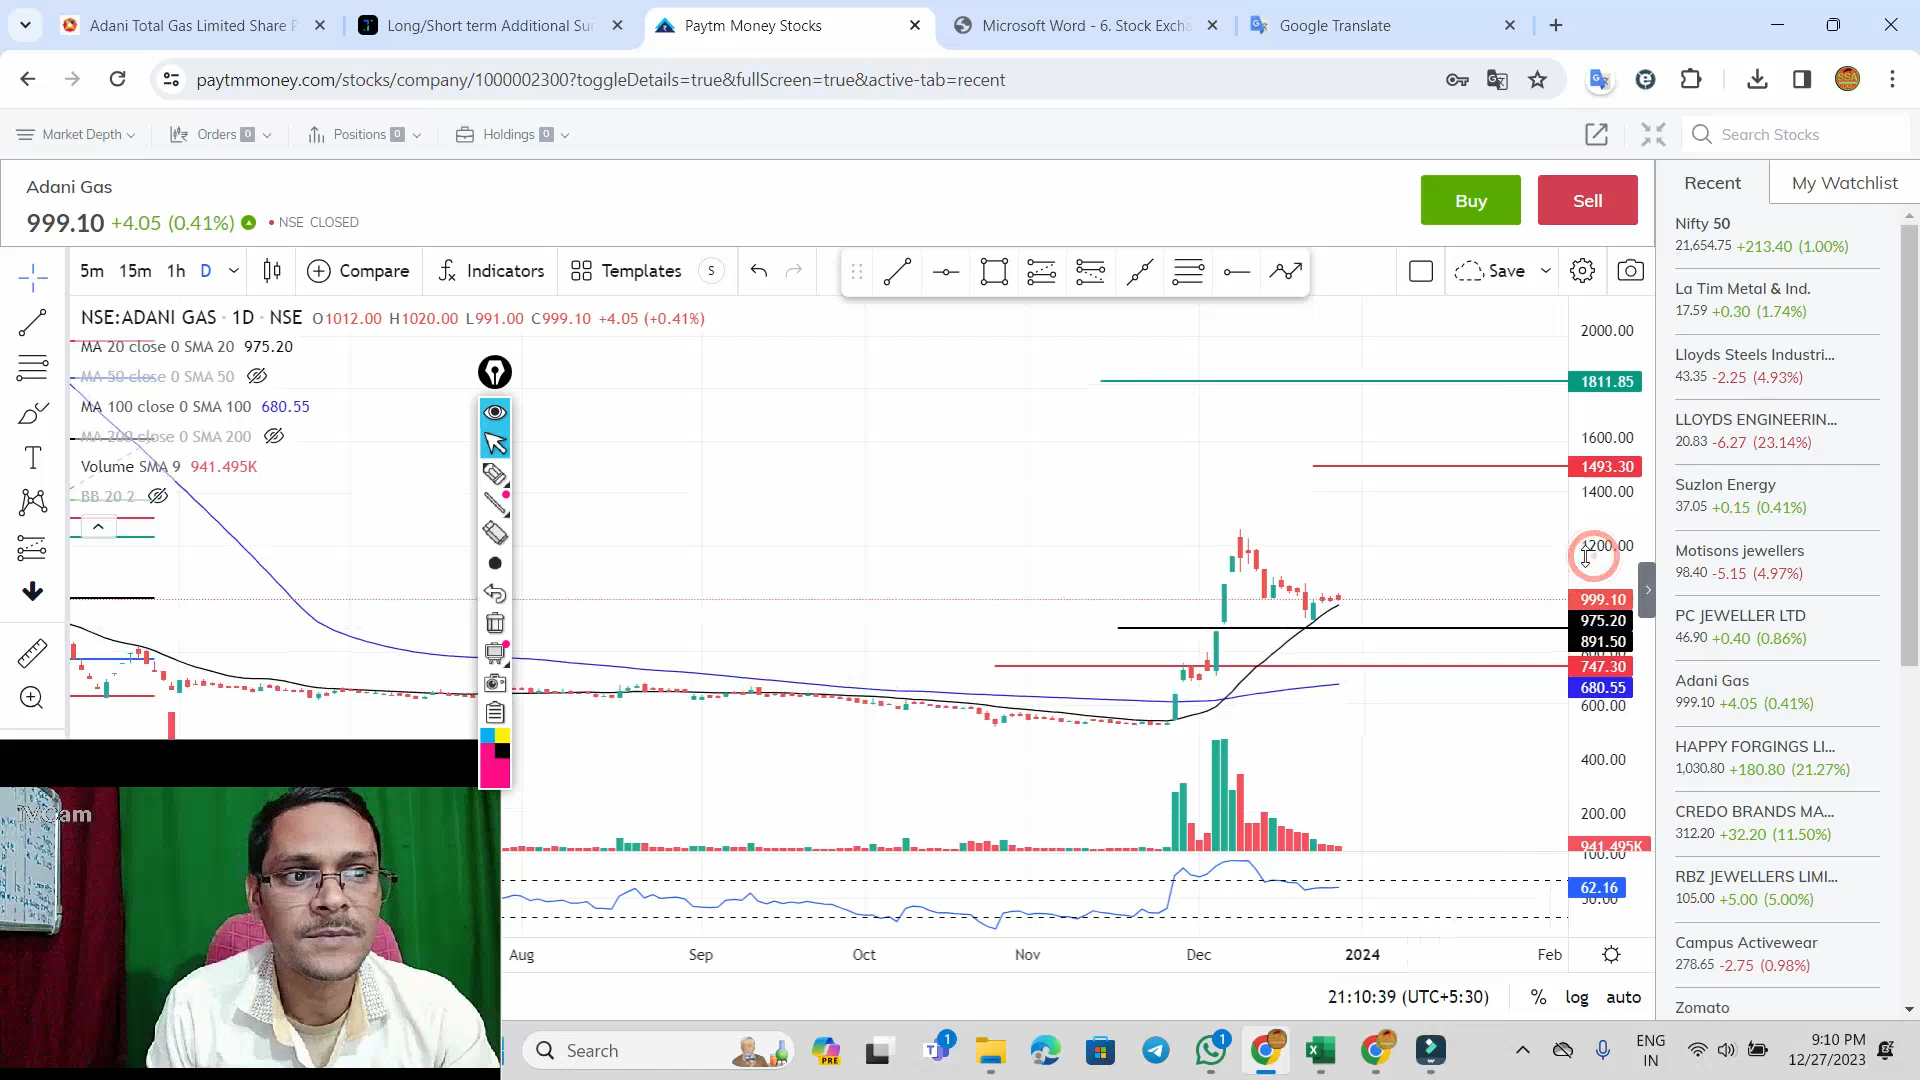 Adani Total Gas Limited Share P
Long/Short term Additional Sur
Paytm Money Stocks
Microsoft Word - 6. Stock Excha
Google Translate
paytmmoney.com/stocks/company/1000002300?toggleDetails=true&fullScreen=true&active-tab=recent
Market Depth
Orders 0
Positions 0
Holdings 0
Search Stocks
Adani Gas
999.10 +4.05 (0.41%)
NSE CLOSED
Buy
Sell
Recent
My Watchlist
5m 15m 1h D
Compare
Indicators
Templates
S
Save
NSE:ADANI GAS · 1D · NSE O1012.00 H1020.00 L991.00 C999.10 +4.05 (+0.41%)
MA 20 close 0 SMA 20 975.20
MA 50 close 0 SMA 50
MA 100 close 0 SMA 100 680.55
MA 200 close 0 SMA 200
Volume SMA 9 941.495K
BB 20 2
2000.00
1811.85
1600.00
1493.30
1400.00
1200.00
999.10
975.20
891.50
747.30
680.55
600.00
400.00
200.00
941.495K
100.00
62.16
50.00
Aug
Sep
Oct
Nov
Dec
2024
Feb
21:10:39 (UTC+5:30)
%
log
auto
Nifty 50
21,654.75 +213.40 (1.00%)
La Tim Metal & Ind.
17.59 +0.30 (1.74%)
Lloyds Steels Industri...
43.35 -2.25 (4.93%)
LLOYDS ENGINEERIN...
20.83 -6.27 (23.14%)
Suzlon Energy
37.05 +0.15 (0.41%)
Motisons jewellers
98.40 -5.15 (4.97%)
PC JEWELLER LTD
46.90 +0.40 (0.86%)
Adani Gas
999.10 +4.05 (0.41%)
HAPPY FORGINGS LI...
1,030.80 +180.80 (21.27%)
CREDO BRANDS MA...
312.20 +32.20 (11.50%)
RBZ JEWELLERS LIMI...
105.00 +5.00 (5.00%)
Campus Activewear
278.65 -2.75 (0.98%)
Zomato
iVCam
Search
PRE
1
1
ENG
IN
9:10 PM
12/27/2023